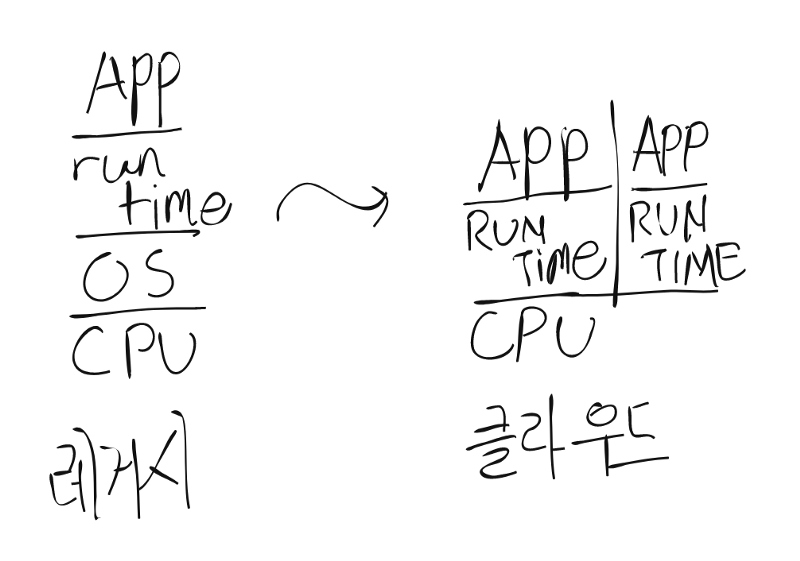 APP
run
time
OS
CPU
레거시
APP
RUN
Time
APP
RUN
TIME
CPU
클라우드